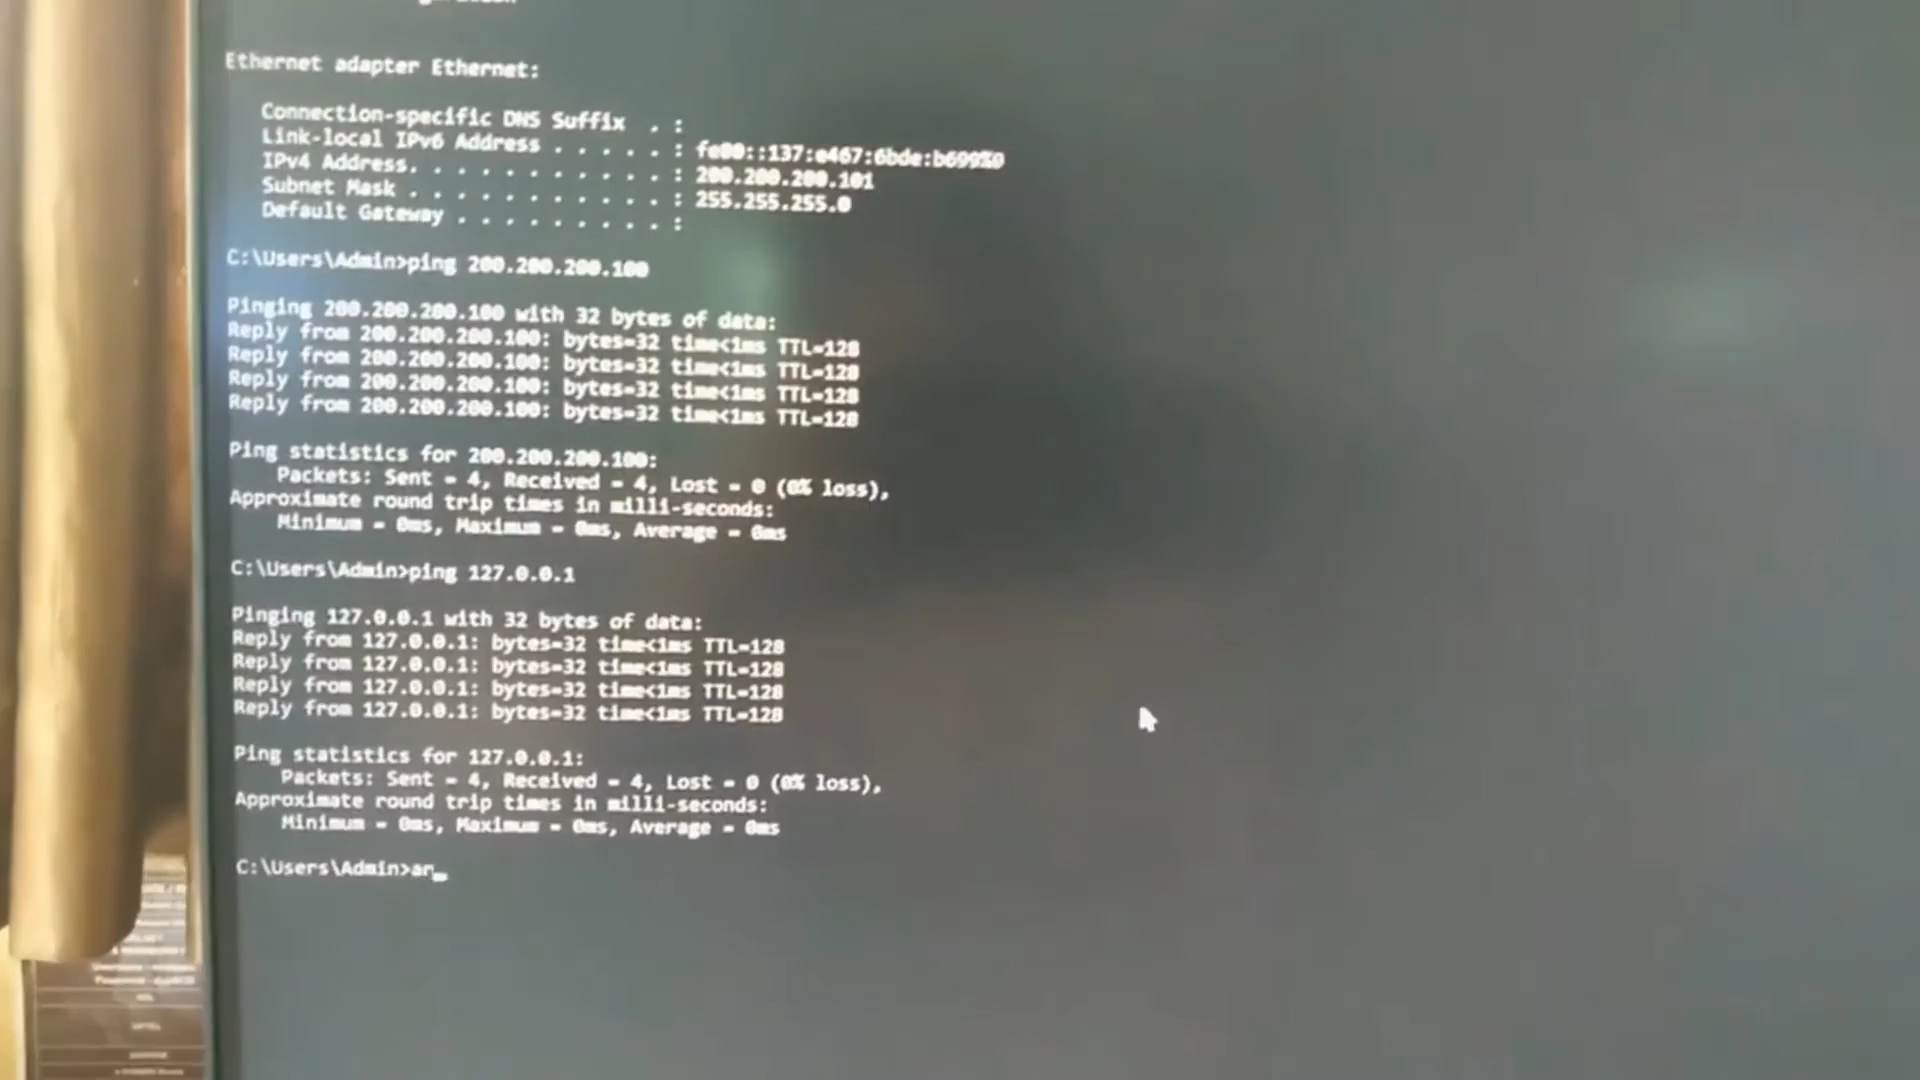 Ethernet adapter Ethernet:
Connection-specific DNS Suffix . :
Link-local IPv6 Address . . . . . : fe80::137:e467:6bde:b699%9
IPv4 Address. . . . . . . . . . . : 200.200.200.101
Subnet Mask . . . . . . . . . . . : 255.255.255.0
Default Gateway . . . . . . . . . :
C:\Users\Admin>ping 200.200.200.100
Pinging 200.200.200.100 with 32 bytes of data:
Reply from 200.200.200.100: bytes=32 time<1ms TTL=128
Reply from 200.200.200.100: bytes=32 time<1ms TTL=128
Reply from 200.200.200.100: bytes=32 time<1ms TTL=128
Reply from 200.200.200.100: bytes=32 time<1ms TTL=128
Ping statistics for 200.200.200.100:
Packets: Sent = 4, Received = 4, Lost = 0 (0% loss),
Approximate round trip times in milli-seconds:
Minimum = 0ms, Maximum = 0ms, Average = 0ms
C:\Users\Admin>ping 127.0.0.1
Pinging 127.0.0.1 with 32 bytes of data:
Reply from 127.0.0.1: bytes=32 time<1ms TTL=128
Reply from 127.0.0.1: bytes=32 time<1ms TTL=128
Reply from 127.0.0.1: bytes=32 time<1ms TTL=128
Reply from 127.0.0.1: bytes=32 time<1ms TTL=128
Ping statistics for 127.0.0.1:
Packets: Sent = 4, Received = 4, Lost = 0 (0% loss),
Approximate round trip times in milli-seconds:
Minimum = 0ms, Maximum = 0ms, Average = 0ms
C:\Users\Admin>ar_